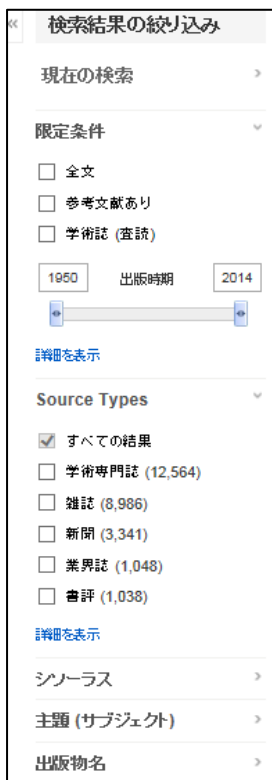 検索結果の絞り込み
現在の検索
限定条件
全文
参考文献あり
学術誌 (査読)
1950 出版時期 2014
詳細を表示
Source Types
すべての結果
学術専門誌 (12,564)
雑誌 (8,986)
新聞 (3,341)
業界誌 (1,048)
書評 (1,038)
詳細を表示
シソーラス
主題 (サブジェクト)
出版物名